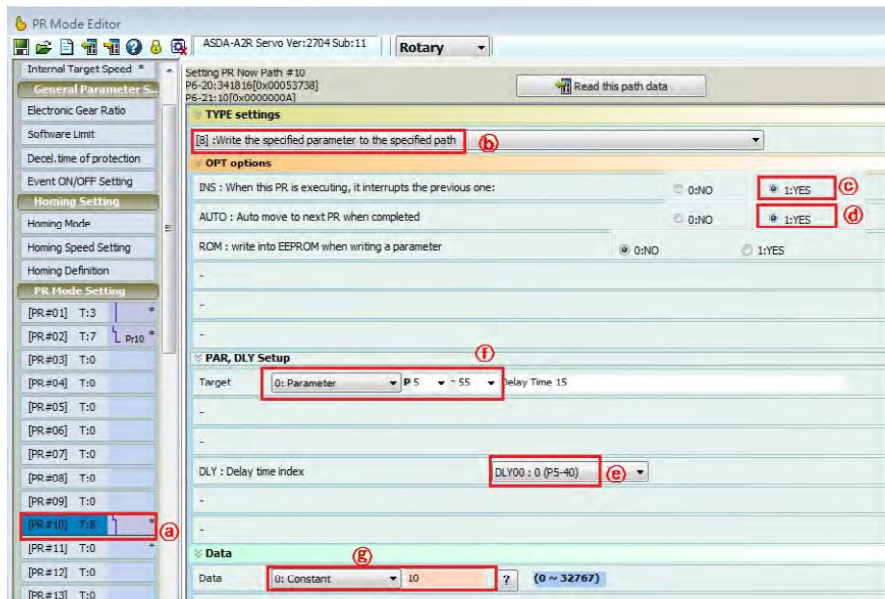 PR Mode Editor
ASDA-A2R Servo Ver:2704 Sub:11
Rotary
Internal Target Speed *
General Parameter S...
Electronic Gear Ratio
Software Limit
Decel.time of protection
Event ON/OFF Setting
Homing Setting
Homing Mode
Homing Speed Setting
Homing Definition
PR Mode Setting
[PR#01] T:3 *
[PR#02] T:7 Pr10 *
[PR#03] T:0
[PR#04] T:0
[PR#05] T:0
[PR#06] T:0
[PR#07] T:0
[PR#08] T:0
[PR#09] T:0
[PR#10] T:8 * ⓐ
[PR#11] T:0 *
[PR#12] T:0
[PR#13] T:0
Setting PR Now Path #10
P6-20:341816[0x00053738]
P6-21:10[0x0000000A]
Read this path data
TYPE settings
[8] :Write the specified parameter to the specified path ⓑ
OPT options
INS : When this PR is executing, it interrupts the previous one: 0:NO 1:YES ⓒ
AUTO : Auto move to next PR when completed 0:NO 1:YES ⓓ
ROM : write into EEPROM when writing a parameter 0:NO 1:YES
-
-
-
PAR, DLY Setup ⓕ
Target 0: Parameter P 5 - 55 Delay Time 15
-
-
DLY : Delay time index DLY00 : 0 (P5-40) ⓔ
-
-
Data ⓖ
Data 0: Constant 10 ? (0 ~ 32767)